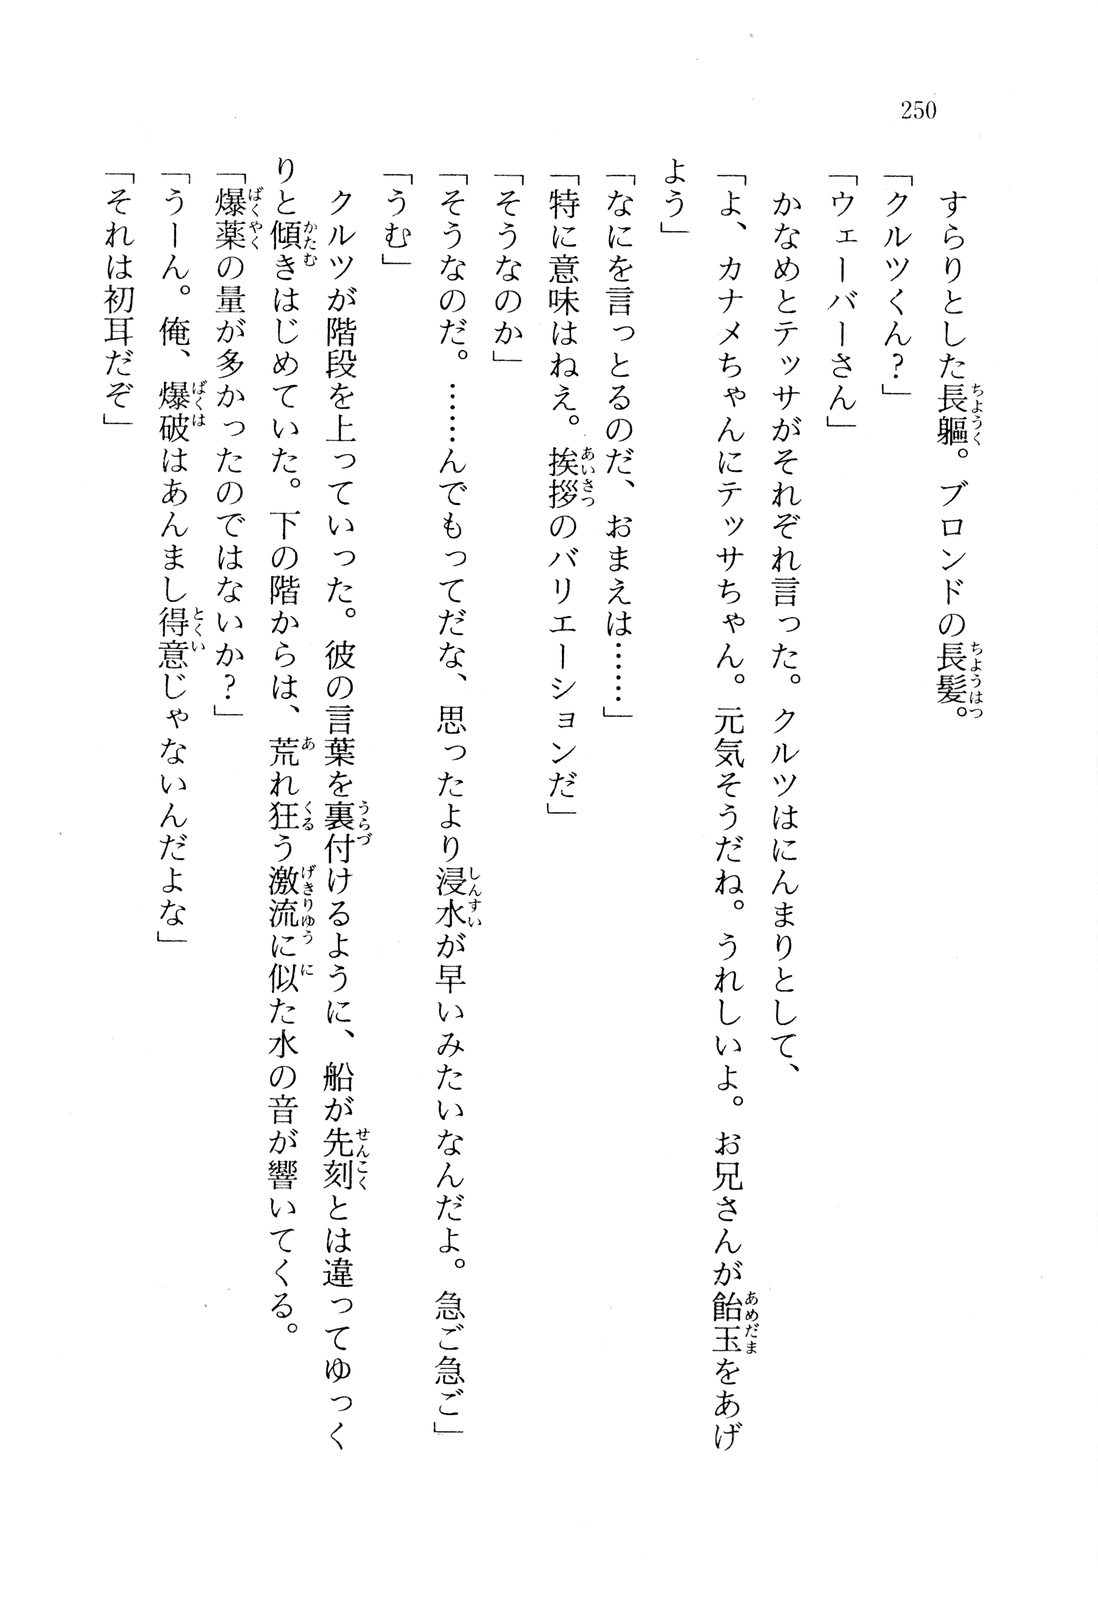 250
すらりとした長軀。ブロンドの長髪。
「クルツくん?」
「ウェーバーさん」
かなめとテッサがそれぞれ言った。クルツはにんまりとして、
「よ、カナメちゃんにテッサちゃん。元気そうだね。うれしいよ。お兄さんが飴玉をあげ
よう」
「なにを言っとるのだ、おまえは……」
「特に意味はねえ。挨拶のバリエーションだ」
「そうなのか」
「そうなのだ。……んでもってだな、思ったより浸水が早いみたいなんだよ。急ご急ご」
「うむ」
クルツが階段を上っていった。彼の言葉を裏付けるように、船が先刻とは違ってゆっく
りと傾きはじめていた。下の階からは、荒れ狂う激流に似た水の音が響いてくる。
「爆薬の量が多かったのではないか?」
「うーん。俺、爆破はあんまし得意じゃないんだよな」
「それは初耳だぞ」